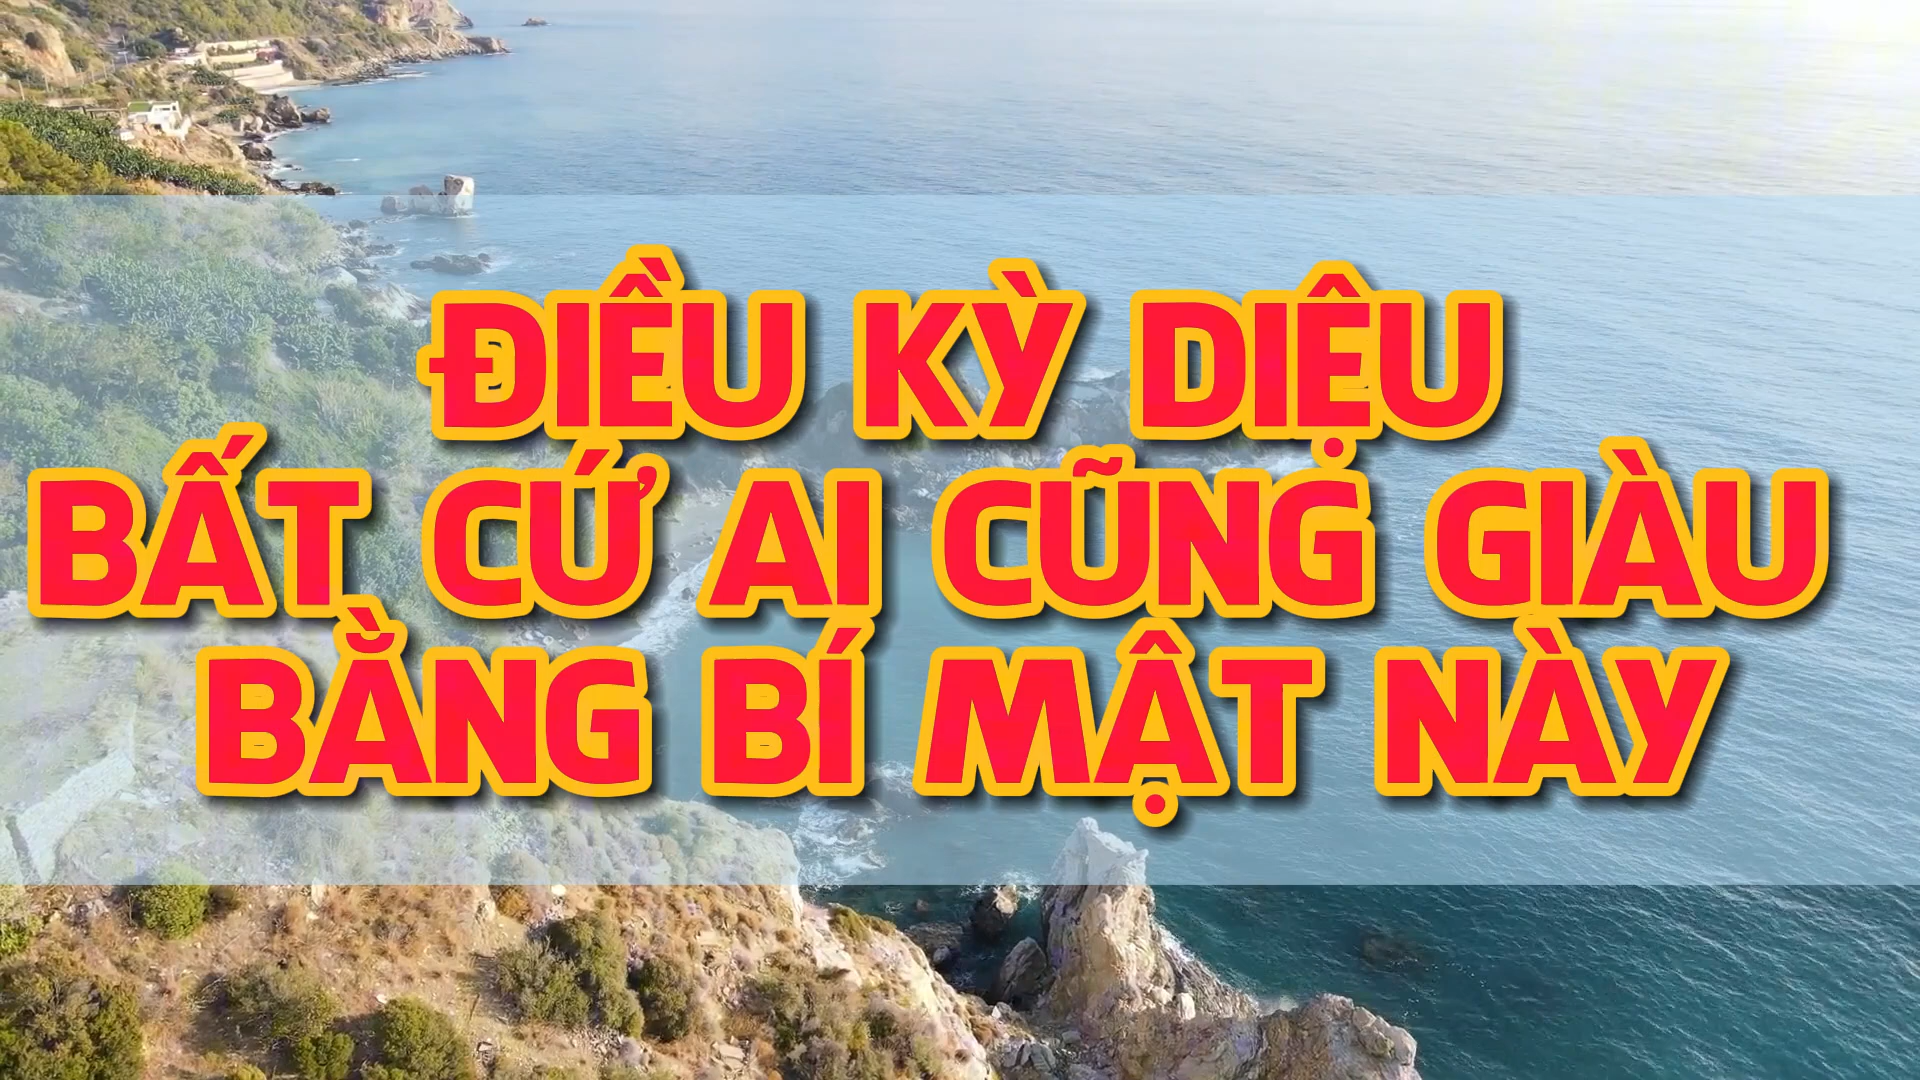 ĐIỀU KỲ DIỆU
BẤT CỨ AI CŨNG GIÀU
BẰNG BÍ MẬT NÀY